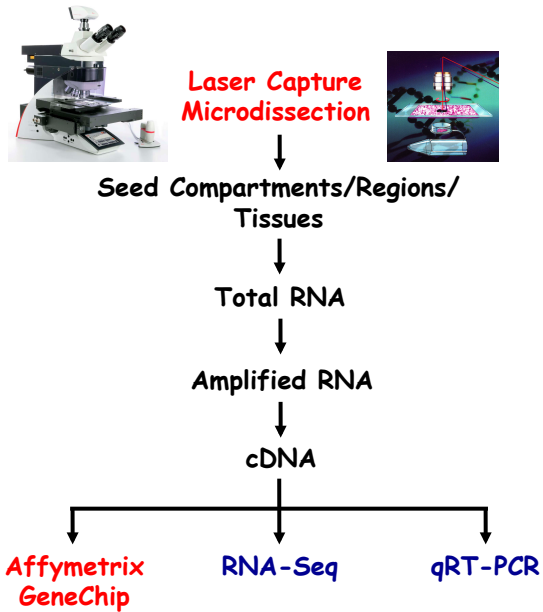 Laser Capture
Microdissection
Seed Compartments/Regions/
Tissues
Total RNA
Amplified RNA
cDNA
Affymetrix
GeneChip
RNA-Seq
qRT-PCR